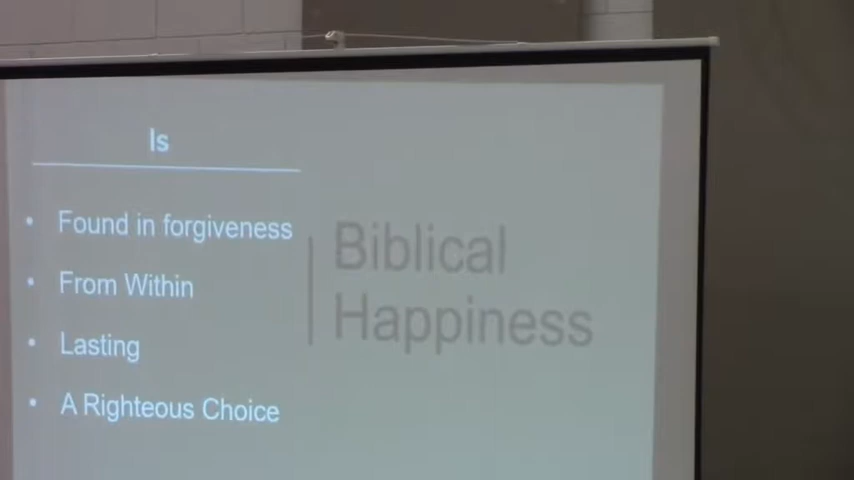 Is
• Found in forgiveness
• From Within
• Lasting
• A Righteous Choice
Biblical
Happiness